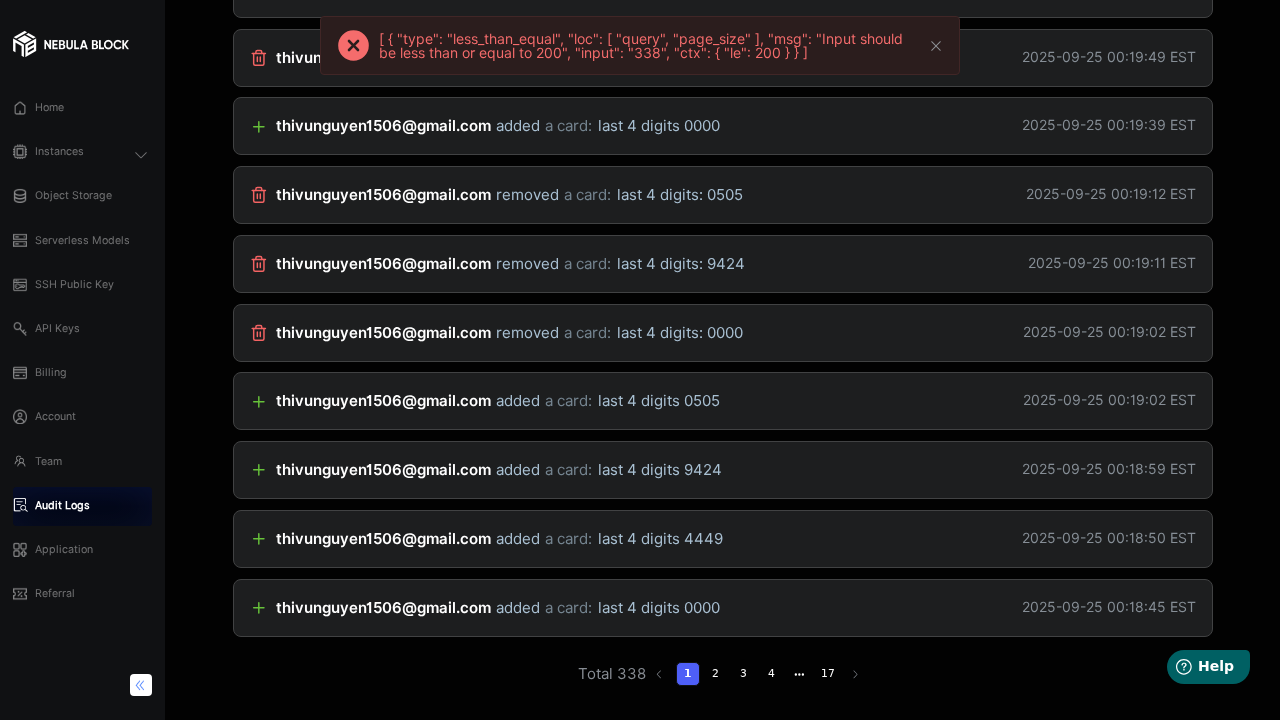 NEBULA BLOCK
[ { "type": "less_than_equal", "loc": [ "query", "page_size" ], "msg": "Input should
be less than or equal to 200", "input": "338", "ctx": { "le": 200 } } ]
2025-09-25 00:19:49 EST
Home
Instances
Object Storage
Serverless Models
SSH Public Key
API Keys
Billing
Account
Team
Audit Logs
Application
Referral
thivunguyen1506@gmail.com added a card: last 4 digits 0000 2025-09-25 00:19:39 EST
thivunguyen1506@gmail.com removed a card: last 4 digits: 0505 2025-09-25 00:19:12 EST
thivunguyen1506@gmail.com removed a card: last 4 digits: 9424 2025-09-25 00:19:11 EST
thivunguyen1506@gmail.com removed a card: last 4 digits: 0000 2025-09-25 00:19:02 EST
thivunguyen1506@gmail.com added a card: last 4 digits 0505 2025-09-25 00:19:02 EST
thivunguyen1506@gmail.com added a card: last 4 digits 9424 2025-09-25 00:18:59 EST
thivunguyen1506@gmail.com added a card: last 4 digits 4449 2025-09-25 00:18:50 EST
thivunguyen1506@gmail.com added a card: last 4 digits 0000 2025-09-25 00:18:45 EST
Total 338 1 2 3 4 ••• 17
Help